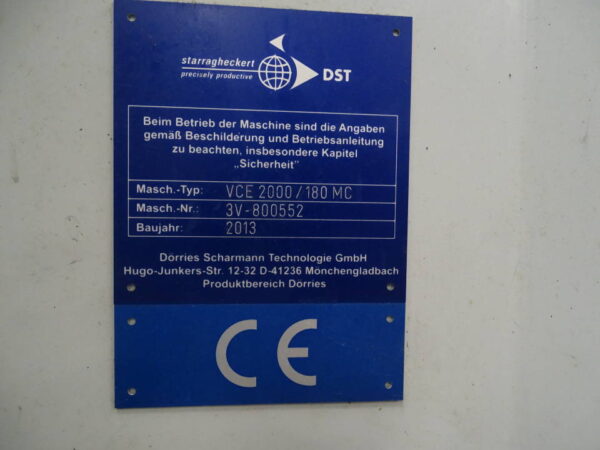 starragheckert
precisely productive
DST
Beim Betrieb der Maschine sind die Angaben
gemäß Beschilderung und Betriebsanleitung
zu beachten, insbesondere Kapitel
„Sicherheit"
Masch.-Typ: VCE 2000/180 MC
Masch.-Nr.: 3V-800552
Baujahr: 2013
Dörries Scharmann Technologie GmbH
Hugo-Junkers-Str. 12-32 D-41236 Mönchengladbach
Produktbereich Dörries
CE